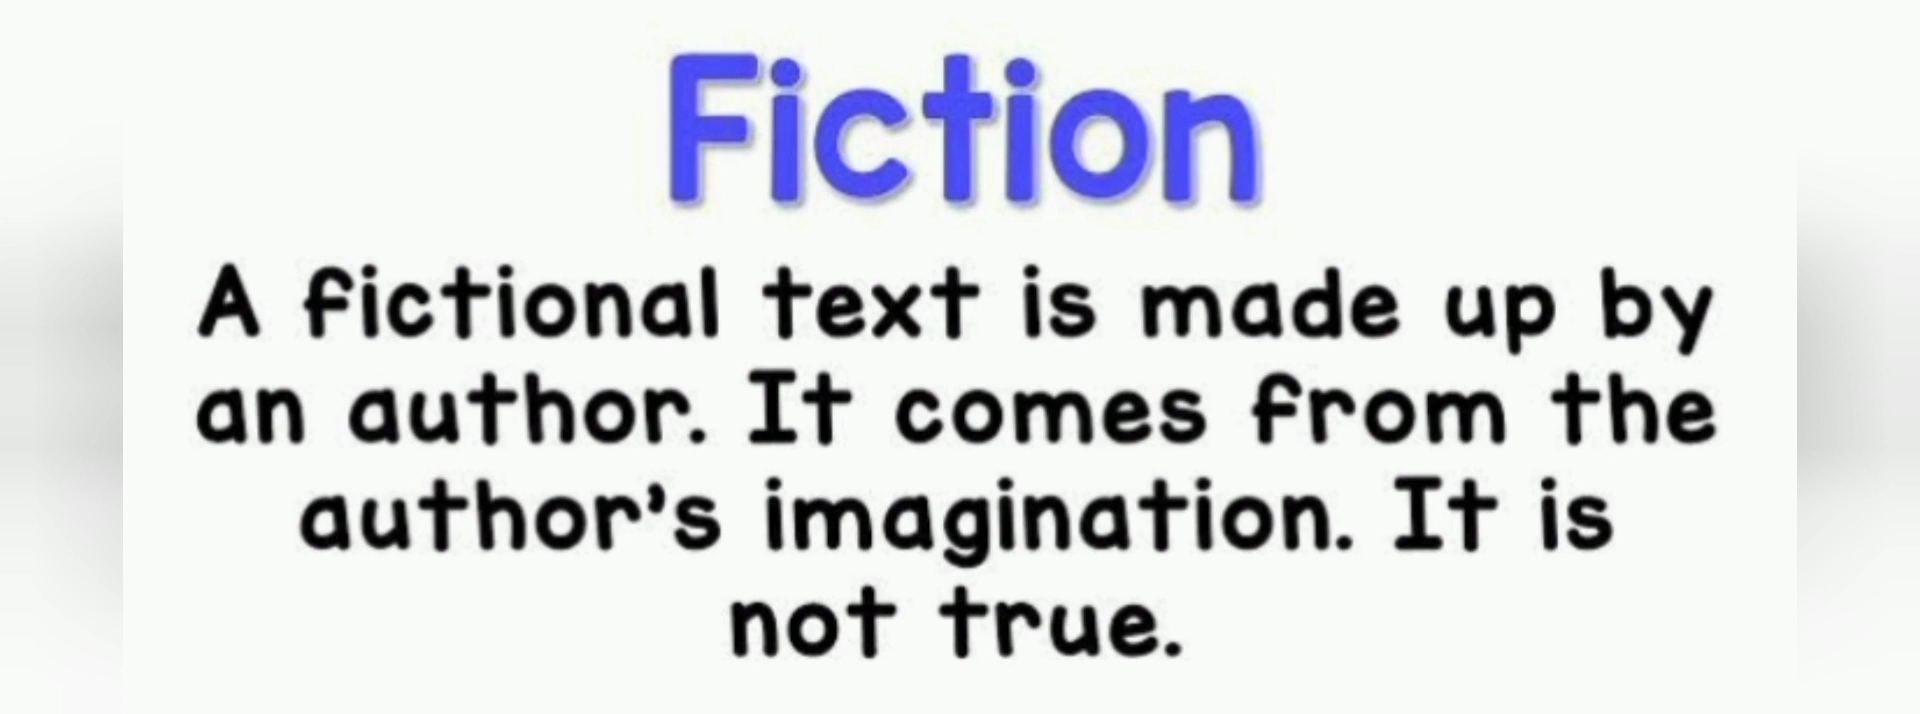 Fiction
A fictional text is made up by
an author. It comes from the
author's imagination. It is
not true.